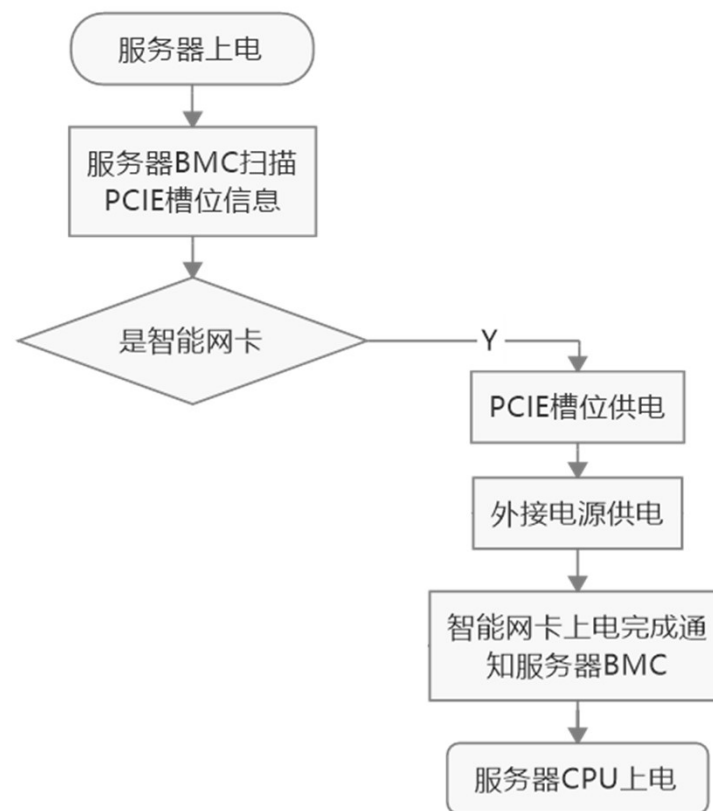 服务器上电
服务器BMC扫描
PCIE槽位信息
是智能网卡
Y
PCIE槽位供电
外接电源供电
智能网卡上电完成通
知服务器BMC
服务器CPU上电